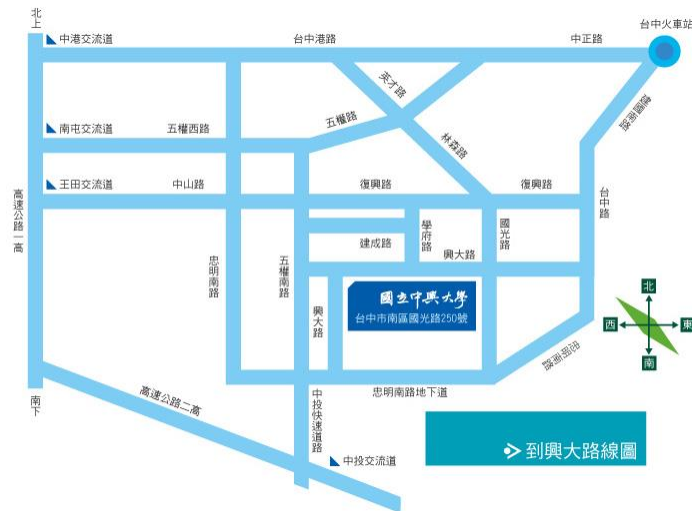 北上
台中火車站
中港交流道
台中港路
中正路
英才路
建國南路
南屯交流道
五權西路
五權路
林森路
王田交流道
中山路
復興路
復興路
台中路
高速公路一高
學府路
國光路
建成路
興大路
忠明南路
五權南路
國立中興大學
台中市南區國光路250號
興大路
北
西
東
南
忠明南路
高速公路二高
忠明南路地下道
南下
中投快速道路
中投交流道
到興大路線圖